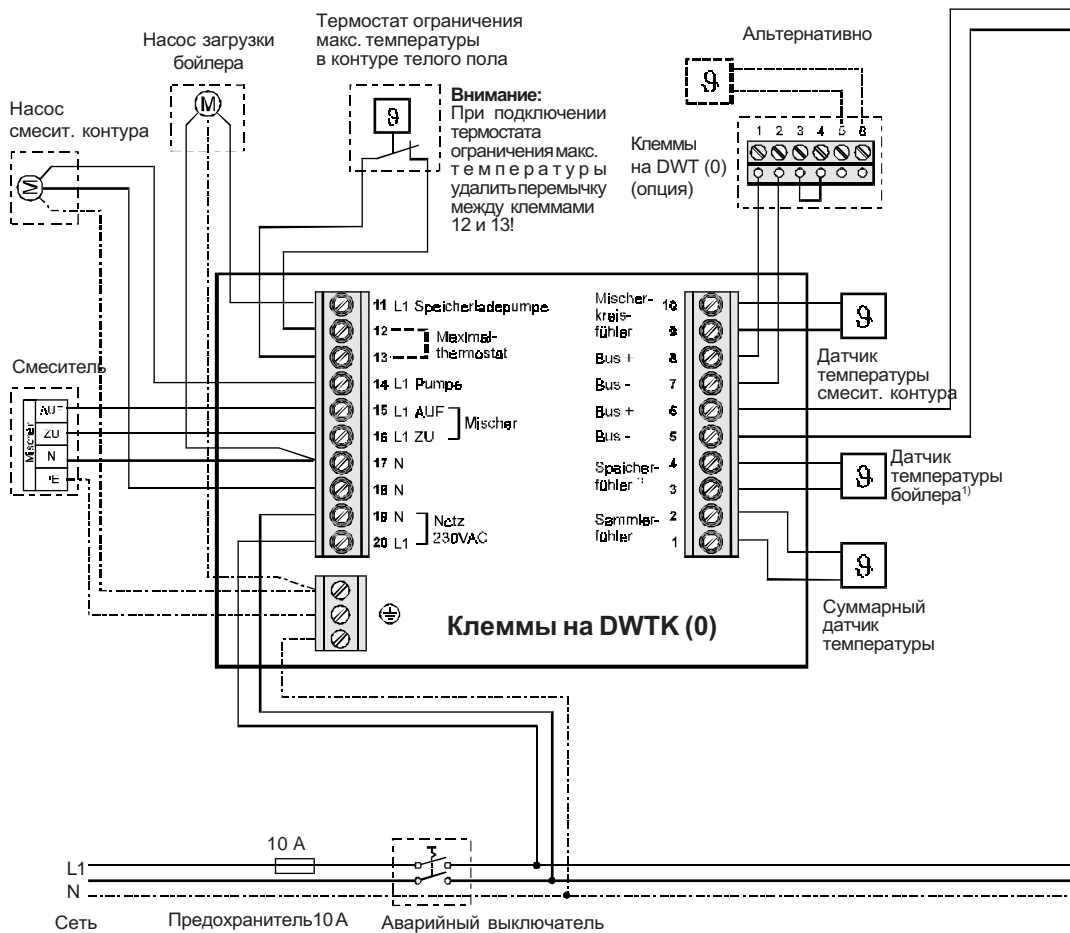 Термостат ограничения
макс. температуры
в контуре телого пола
Насос загрузки
бойлера
Альтернативно
Насос
смесит. контура
M
M
ϑ
ϑ
Внимание:
При подключении
термостата
ограничения макс.
температуры
удалить перемычку
между клеммами
12 и 13!
Клеммы
на DWT (0)
(опция)
1 2 3 4 5 6
Смеситель
Mischer
AUF
ZU
N
PE
11 L1 Speicherladepumpe
12
13
Maximal-
thermostat
14 L1 Pumpe
15 L1 AUF
16 L1 ZU
Mischer
17 N
18 N
19 N
20 L1
Netz
230VAC
Mischer-
kreis-
fühler
10
9
Bus + 8
Bus - 7
Bus + 6
Bus - 5
Speicher-
fühler
4
3
Sammler-
fühler
2
1
ϑ
Датчик
температуры
смесит. контура
ϑ
Датчик
температуры
бойлера1)
ϑ
Суммарный
датчик
температуры
Клеммы на DWTK (0)
10 A
L1
N
Сеть
Предохранитель10 A
Аварийный выключатель